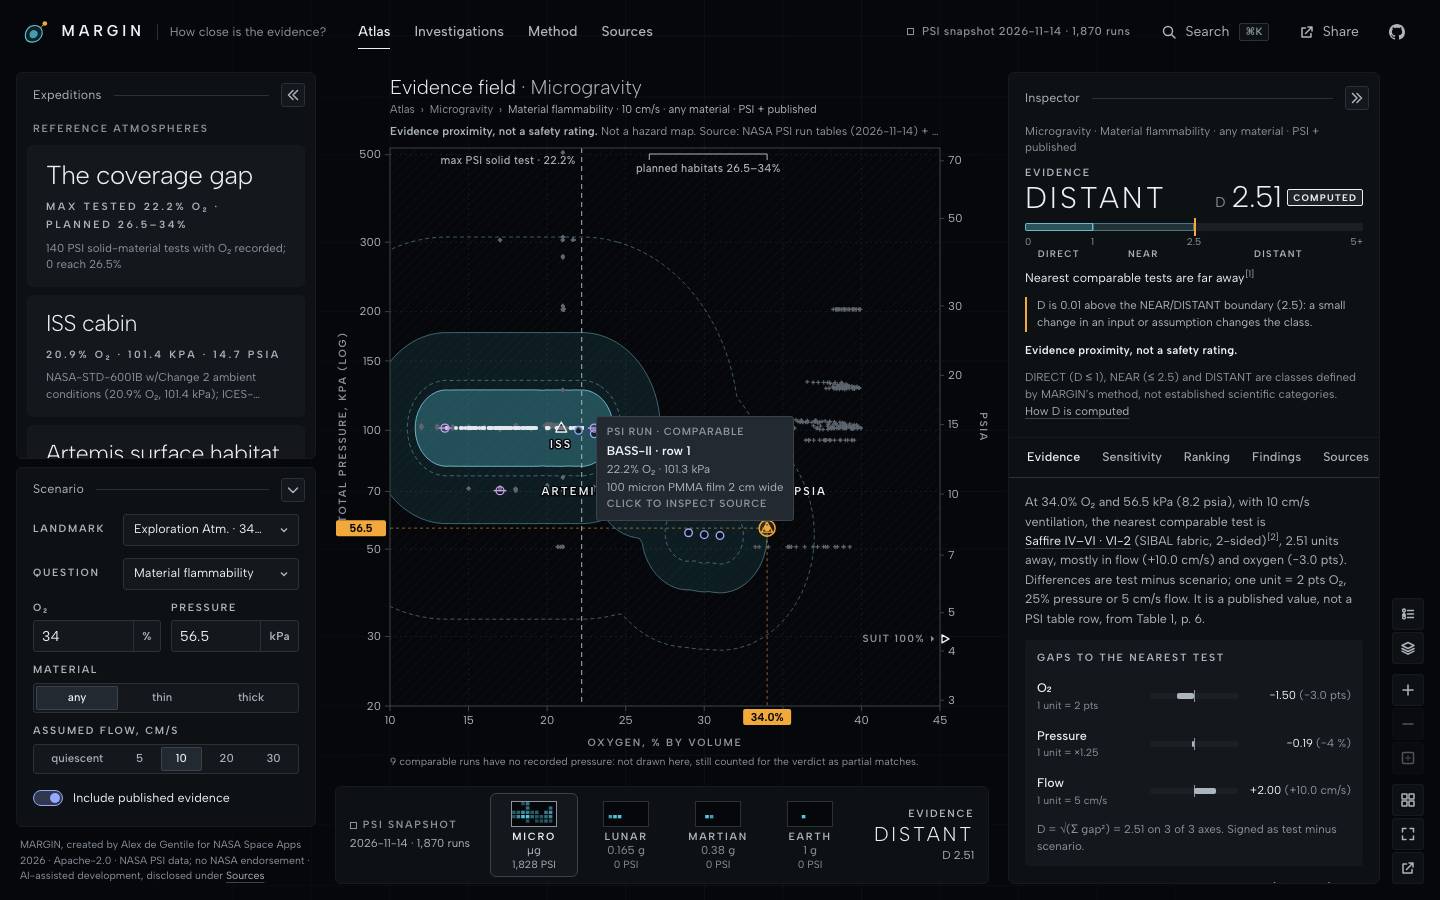 MARGIN
How close is the evidence?
Atlas
Investigations
Method
Sources
PSI snapshot 2026-11-14 · 1,870 runs
Search
⌘K
Share
Expeditions
REFERENCE ATMOSPHERES
The coverage gap
MAX TESTED 22.2% O₂ ·
PLANNED 26.5–34%
140 PSI solid-material tests with O₂ recorded;
0 reach 26.5%
ISS cabin
20.9% O₂ · 101.4 KPA · 14.7 PSIA
NASA-STD-6001B w/Change 2 ambient
conditions (20.9% O₂, 101.4 kPa); ICES-…
Artemis surface habitat
Scenario
LANDMARK
Exploration Atm. · 34…
QUESTION
Material flammability
O₂
PRESSURE
34
%
56.5
kPa
MATERIAL
any
thin
thick
ASSUMED FLOW, CM/S
quiescent
5
10
20
30
Include published evidence
MARGIN, created by Alex de Gentile for NASA Space Apps
2026 · Apache-2.0 · NASA PSI data; no NASA endorsement ·
AI-assisted development, disclosed under Sources
Evidence field · Microgravity
Atlas › Microgravity › Material flammability · 10 cm/s · any material · PSI + published
Evidence proximity, not a safety rating. Not a hazard map. Source: NASA PSI run tables (2026-11-14) + …
max PSI solid test · 22.2%
planned habitats 26.5–34%
500
300
200
150
100
70
56.5
50
30
20
TOTAL PRESSURE, KPA (LOG)
70
50
30
20
15
10
7
5
4
3
PSIA
ISS
ARTEMI
PSIA
PSI RUN · COMPARABLE
BASS-II · row 1
22.2% O₂ · 101.3 kPa
100 micron PMMA film 2 cm wide
CLICK TO INSPECT SOURCE
SUIT 100%
10
15
20
25
30
34.0%
40
45
OXYGEN, % BY VOLUME
9 comparable runs have no recorded pressure: not drawn here, still counted for the verdict as partial matches.
PSI SNAPSHOT
2026-11-14 · 1,870 runs
MICRO
µg
1,828 PSI
LUNAR
0.165 g
0 PSI
MARTIAN
0.38 g
0 PSI
EARTH
1 g
0 PSI
EVIDENCE
DISTANT
D 2.51
Inspector
Microgravity · Material flammability · any material · PSI +
published
EVIDENCE
DISTANT
D 2.51 COMPUTED
0
1
2.5
5+
DIRECT
NEAR
DISTANT
Nearest comparable tests are far away[1]
D is 0.01 above the NEAR/DISTANT boundary (2.5): a small
change in an input or assumption changes the class.
Evidence proximity, not a safety rating.
DIRECT (D ≤ 1), NEAR (≤ 2.5) and DISTANT are classes defined
by MARGIN's method, not established scientific categories.
How D is computed
Evidence
Sensitivity
Ranking
Findings
Sources
At 34.0% O₂ and 56.5 kPa (8.2 psia), with 10 cm/s
ventilation, the nearest comparable test is
Saffire IV–VI · VI-2 (SIBAL fabric, 2-sided)[2], 2.51 units
away, mostly in flow (+10.0 cm/s) and oxygen (−3.0 pts).
Differences are test minus scenario; one unit = 2 pts O₂,
25% pressure or 5 cm/s flow. It is a published value, not a
PSI table row, from Table 1, p. 6.
GAPS TO THE NEAREST TEST
O₂
1 unit = 2 pts
−1.50 (−3.0 pts)
Pressure
1 unit = ×1.25
−0.19 (−4 %)
Flow
1 unit = 5 cm/s
+2.00 (+10.0 cm/s)
D = √(Σ gap²) = 2.51 on 3 of 3 axes. Signed as test minus
scenario.